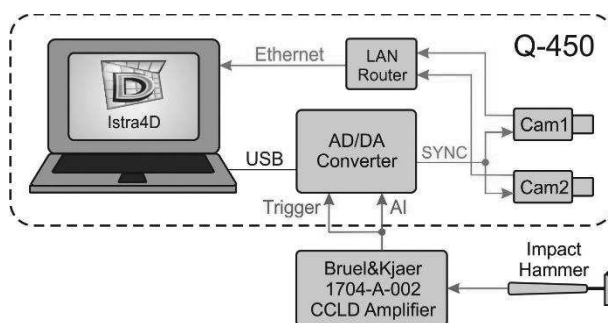 Q-450
Ethernet
LAN
Router
D
Istra4D
Cam1
AD/DA
Converter
USB
SYNC
Cam2
Trigger
AI
Bruel&Kjaer
1704-A-002
CCLD Amplifier
Impact
Hammer